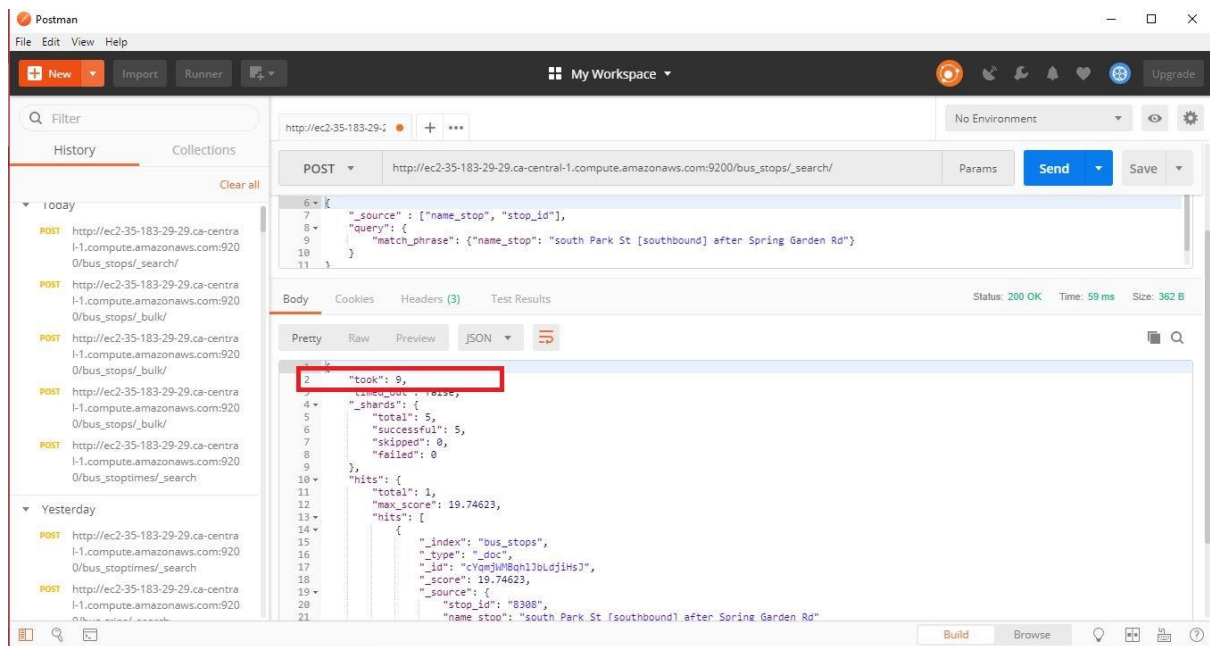 Postman
File Edit View Help
New Import Runner My Workspace Upgrade
Filter
History Collections
Clear all
Today
POST http://ec2-35-183-29-29.ca-centra
l-1.compute.amazonaws.com:920
0/bus_stops/_search/
POST http://ec2-35-183-29-29.ca-centra
l-1.compute.amazonaws.com:920
0/bus_stops/_bulk/
POST http://ec2-35-183-29-29.ca-centra
l-1.compute.amazonaws.com:920
0/bus_stops/_bulk/
POST http://ec2-35-183-29-29.ca-centra
l-1.compute.amazonaws.com:920
0/bus_stops/_bulk/
POST http://ec2-35-183-29-29.ca-centra
l-1.compute.amazonaws.com:920
0/bus_stoptimes/_search
Yesterday
POST http://ec2-35-183-29-29.ca-centra
l-1.compute.amazonaws.com:920
0/bus_stoptimes/_search
POST http://ec2-35-183-29-29.ca-centra
l-1.compute.amazonaws.com:920
http://ec2-35-183-29-2
No Environment
POST http://ec2-35-183-29-29.ca-central-1.compute.amazonaws.com:9200/bus_stops/_search/ Params Send Save
6 {
7 "_source" : ["name_stop", "stop_id"],
8 "query": {
9 "match_phrase": {"name_stop": "south Park St [southbound] after Spring Garden Rd"}
10 }
11 }
Body Cookies Headers (3) Test Results Status: 200 OK Time: 59 ms Size: 362 B
Pretty Raw Preview JSON
1 {
2 "took": 9,
3 "timed_out": false,
4 "_shards": {
5 "total": 5,
6 "successful": 5,
7 "skipped": 0,
8 "failed": 0
9 },
10 "hits": {
11 "total": 1,
12 "max_score": 19.74623,
13 "hits": [
14 {
15 "_index": "bus_stops",
16 "_type": "_doc",
17 "_id": "cYqmjWMBqhlJbLdjiHsJ",
18 "_score": 19.74623,
19 "_source": {
20 "stop_id": "8308",
21 "name_stop": "south Park St [southbound] after Spring Garden Rd"
Build Browse